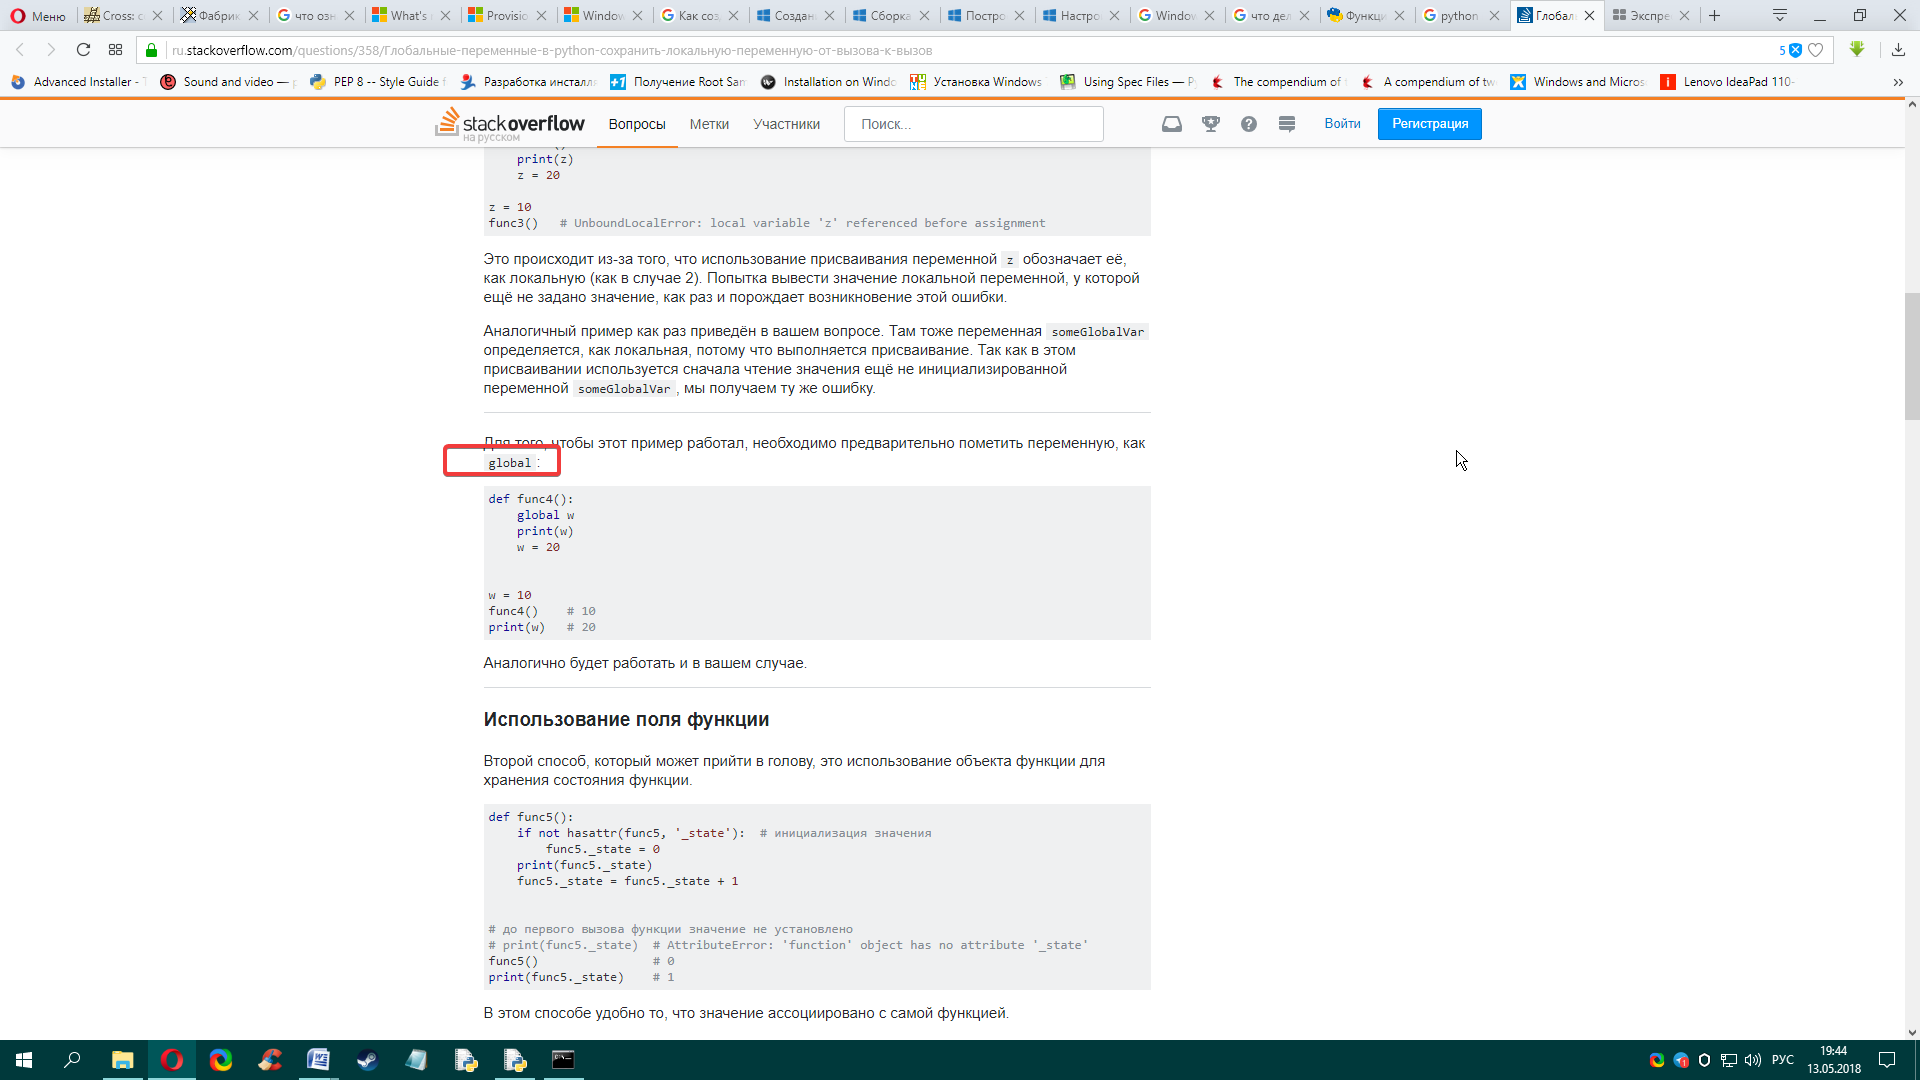 Меню
Cross: c
Фабрик
что озн
What's
Provisio
Window
Как соз
Создан
Сборка
Постро
Настро
Windo
что дел
Функци
python
Глобал
Экспре
ru.stackoverflow.com/questions/358/Глобальные-переменные-в-python-сохранить-локальную-переменную-от-вызова-к-вызов
5
Advanced Installer -
Sound and video —
PEP 8 -- Style Guide
Разработка инсталля
Получение Root Sam
Installation on Windo
Установка Windows
Using Spec Files — P
The compendium of
A compendium of tw
Windows and Micros
Lenovo IdeaPad 110-
stackoverflow
на русском
Вопросы
Метки
Участники
Поиск...
Войти
Регистрация
print(z)
z = 20
z = 10
func3() # UnboundLocalError: local variable 'z' referenced before assignment
Это происходит из-за того, что использование присваивания переменной z обозначает её,
как локальную (как в случае 2). Попытка вывести значение локальной переменной, у которой
ещё не задано значение, как раз и порождает возникновение этой ошибки.
Аналогичный пример как раз приведён в вашем вопросе. Там тоже переменная someGlobalVar
определяется, как локальная, потому что выполняется присваивание. Так как в этом
присваивании используется сначала чтение значения ещё не инициализированной
переменной someGlobalVar , мы получаем ту же ошибку.
Для того, чтобы этот пример работал, необходимо предварительно пометить переменную, как
global :
def func4():
global w
print(w)
w = 20
w = 10
func4() # 10
print(w) # 20
Аналогично будет работать и в вашем случае.
Использование поля функции
Второй способ, который может прийти в голову, это использование объекта функции для
хранения состояния функции.
def func5():
if not hasattr(func5, '_state'): # инициализация значения
func5._state = 0
print(func5._state)
func5._state = func5._state + 1
# до первого вызова функции значение не установлено
# print(func5._state) # AttributeError: 'function' object has no attribute '_state'
func5() # 0
print(func5._state) # 1
В этом способе удобно то, что значение ассоциировано с самой функцией.
РУС
19:44
13.05.2018